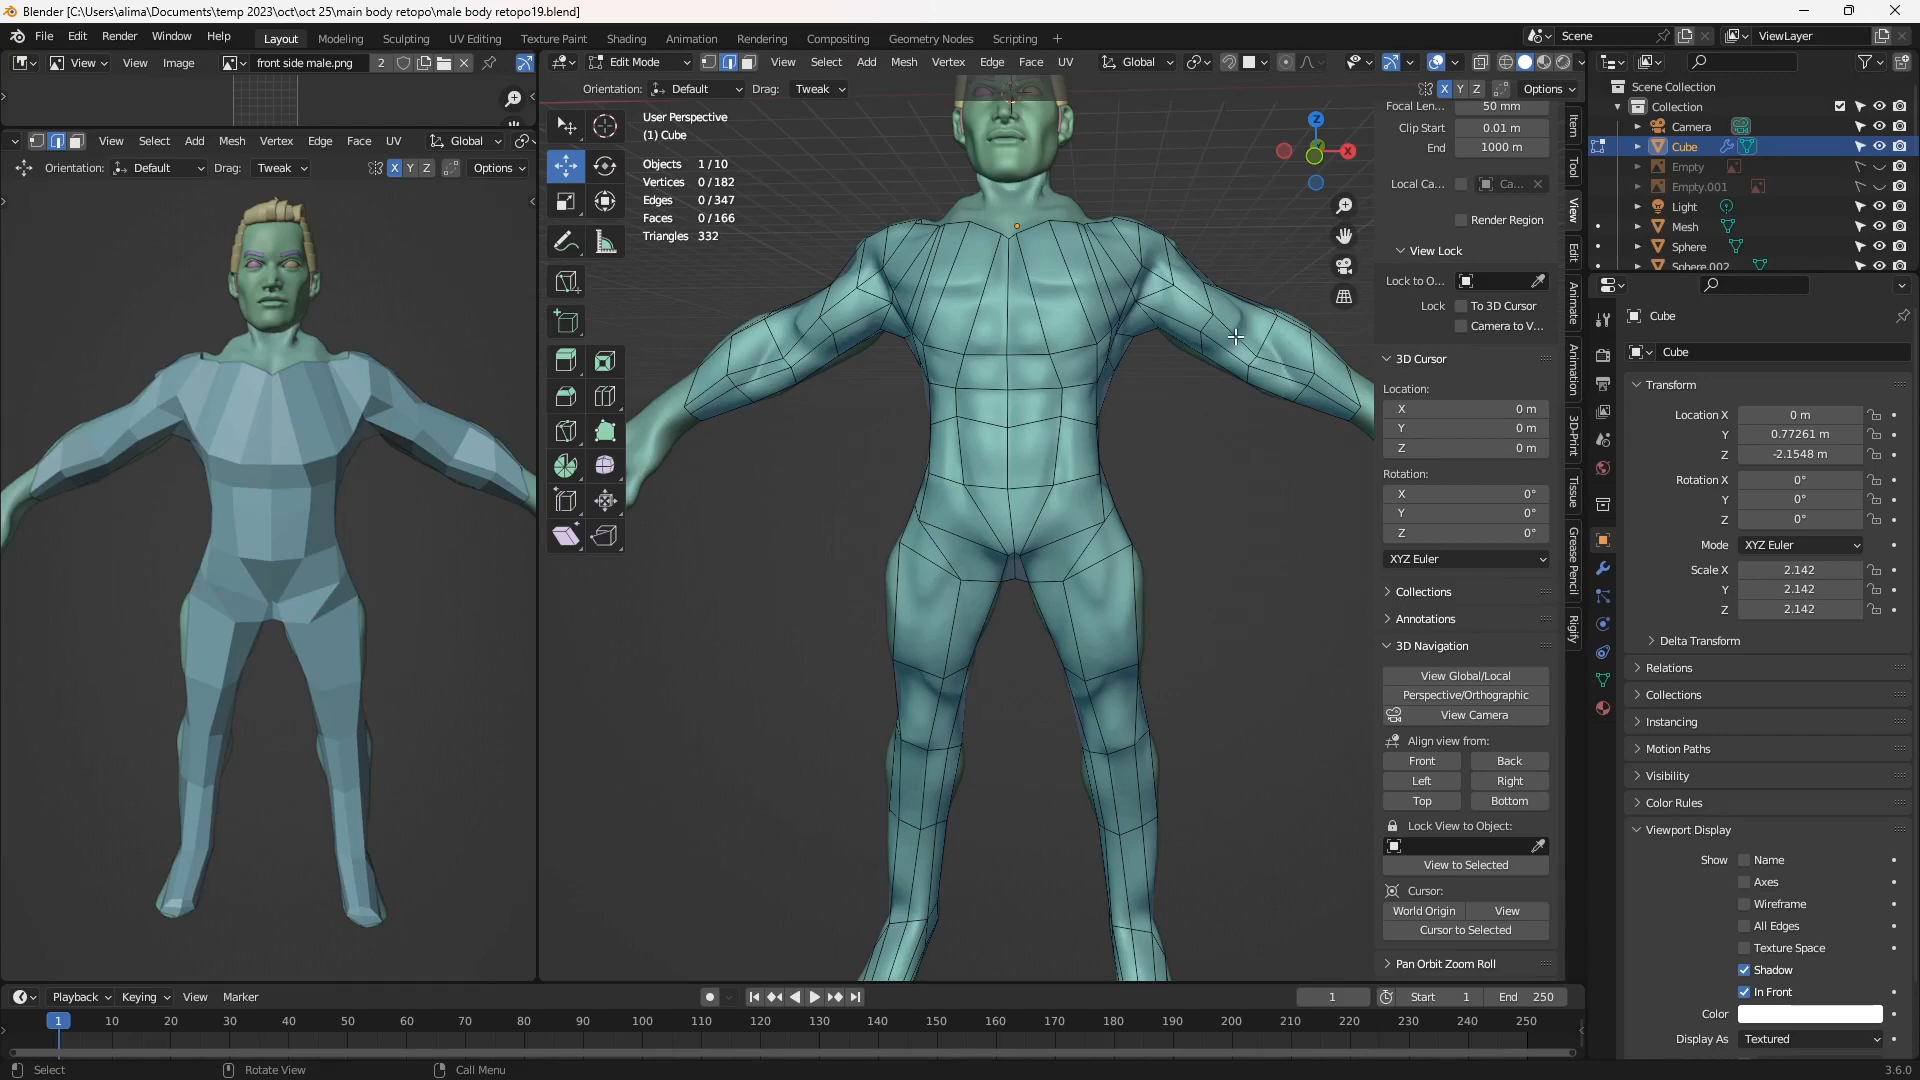 Blender [C:\Users\alima\Documents\temp 2023\oct\oct 25\main body retopo\male body retopo19.blend]
File Edit Render Window Help Layout Modeling Sculpting UV Editing Texture Paint Shading Animation Rendering Compositing Geometry Nodes Scripting + Scene ViewLayer
View View Image front side male.png 2 Edit Mode View Select Add Mesh Vertex Edge Face UV Global
Orientation: Default Drag: Tweak X Y Z Options
View Select Add Mesh Vertex Edge Face UV Global
Orientation: Default Drag: Tweak X Y Z Options
User Perspective
(1) Cube
Objects 1/10
Vertices 0/182
Edges 0/347
Faces 0/166
Triangles 332
Z
X
Focal Len... 50 mm
Clip Start 0.01 m
End 1000 m
Local Ca... Ca...
Render Region
View Lock
Lock to O...
Lock To 3D Cursor
Camera to V...
3D Cursor
Location:
X 0 m
Y 0 m
Z 0 m
Rotation:
X 0°
Y 0°
Z 0°
XYZ Euler
Collections
Annotations
3D Navigation
View Global/Local
Perspective/Orthographic
View Camera
Align view from:
Front Back
Left Right
Top Bottom
Lock View to Object:
View to Selected
Cursor:
World Origin View
Cursor to Selected
Pan Orbit Zoom Roll
Item
Tool
View
Edit
Animate
Animation
3D-Print
Tissue
Grease Pencil
Rigify
Scene Collection
Collection
Camera
Cube
Empty
Empty.001
Light
Mesh
Sphere
Sphere.002
Cube
Cube
Transform
Location X 0 m
Y 0.77261 m
Z -2.1548 m
Rotation X 0°
Y 0°
Z 0°
Mode XYZ Euler
Scale X 2.142
Y 2.142
Z 2.142
Delta Transform
Relations
Collections
Instancing
Motion Paths
Visibility
Color Rules
Viewport Display
Show Name
Axes
Wireframe
All Edges
Texture Space
Shadow
In Front
Color
Display As Textured
Playback Keying View Marker 1 Start 1 End 250
1 10 20 30 40 50 60 70 80 90 100 110 120 130 140 150 160 170 180 190 200 210 220 230 240 250
Select Rotate View Call Menu 3.6.0